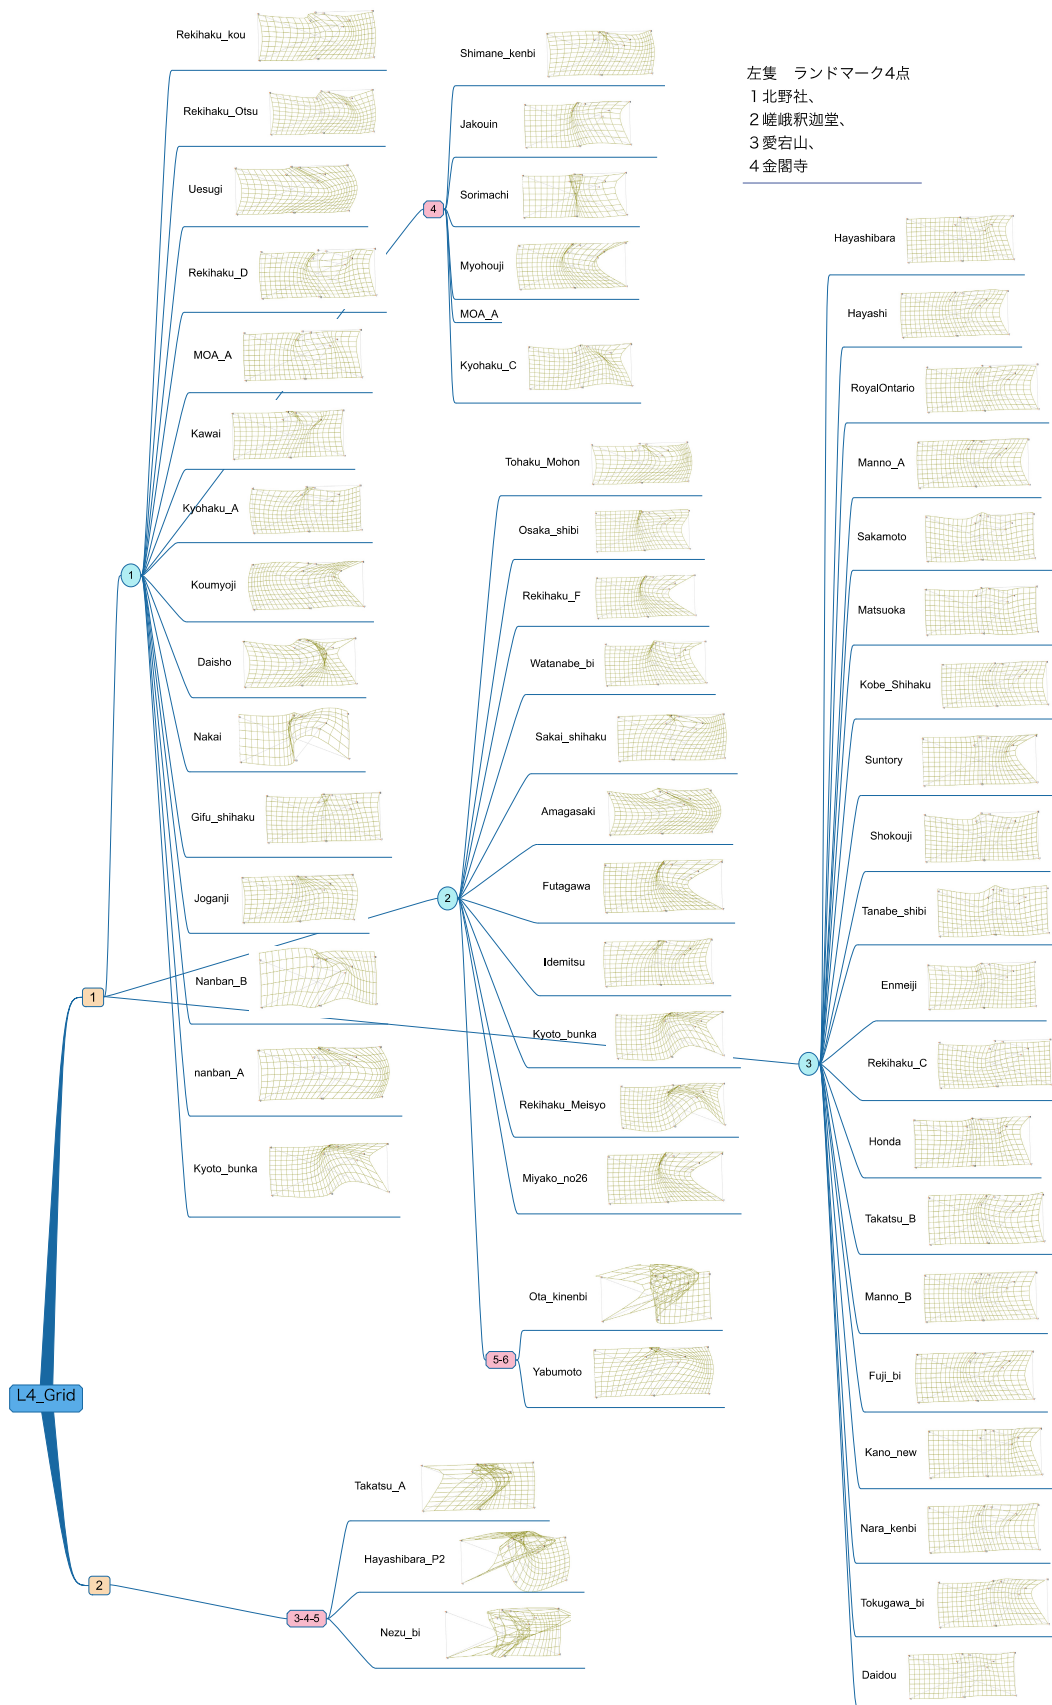 左隻　ランドマーク4点
1 北野社、
2 嵯峨釈迦堂、
3 愛宕山、
4 金閣寺
L4_Grid
1
1
Rekihaku_kou
Rekihaku_Otsu
Uesugi
Rekihaku_D
MOA_A
Kawai
Kyohaku_A
Koumyoji
Daisho
Nakai
Gifu_shihaku
Joganji
Nanban_B
nanban_A
Kyoto_bunka
4
Shimane_kenbi
Jakouin
Sorimachi
Myohouji
MOA_A
Kyohaku_C
2
Tohaku_Mohon
Osaka_shibi
Rekihaku_F
Watanabe_bi
Sakai_shihaku
Amagasaki
Futagawa
Idemitsu
Kyoto_bunka
Rekihaku_Meisyo
Miyako_no26
5-6
Ota_kinenbi
Yabumoto
3
Hayashibara
Hayashi
RoyalOntario
Manno_A
Sakamoto
Matsuoka
Kobe_Shihaku
Suntory
Shokouji
Tanabe_shibi
Enmeiji
Rekihaku_C
Honda
Takatsu_B
Manno_B
Fuji_bi
Kano_new
Nara_kenbi
Tokugawa_bi
Daidou
2
3-4-5
Takatsu_A
Hayashibara_P2
Nezu_bi